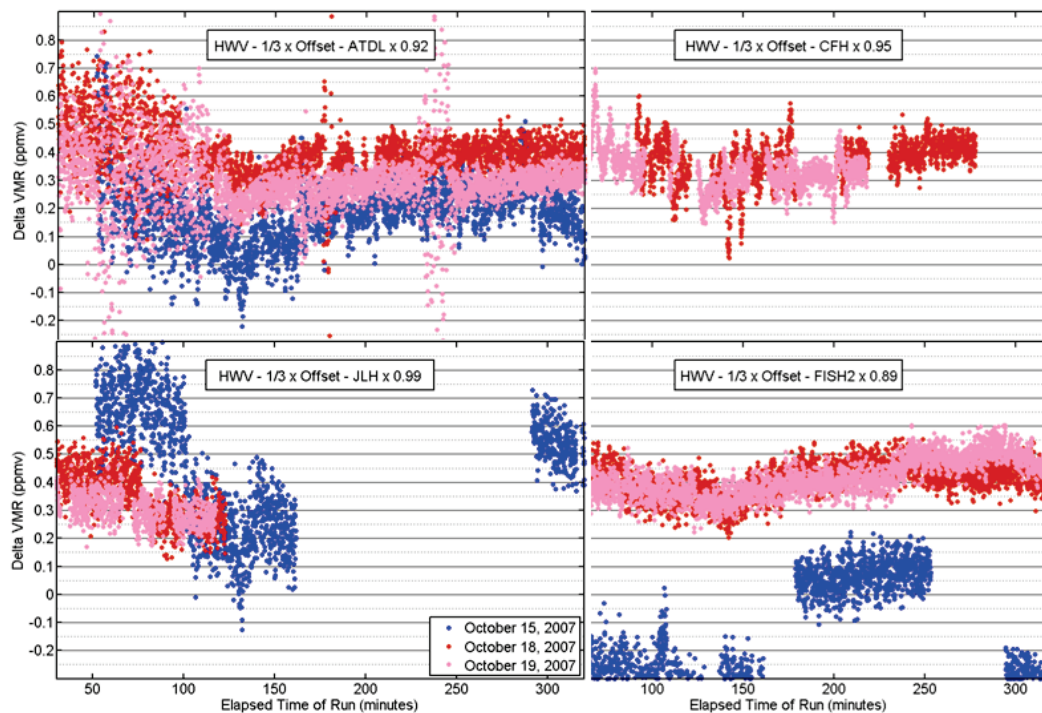 HWV - 1/3 x Offset - ATDL x 0.92
HWV - 1/3 x Offset - CFH x 0.95
Delta VMR (ppmv)
0.9
0.8
0.7
0.6
0.5
0.4
0.3
0.2
0.1
0
-0.1
-0.2
HWV - 1/3 x Offset - JLH x 0.99
HWV - 1/3 x Offset - FISH2 x 0.89
Delta VMR (ppmv)
0.8
0.7
0.6
0.5
0.4
0.3
0.2
0.1
0
-0.1
-0.2
October 15, 2007
October 18, 2007
October 19, 2007
50 100 150 200 250 300
100 150 200 250 300
Elapsed Time of Run (minutes)
Elapsed Time of Run (minutes)